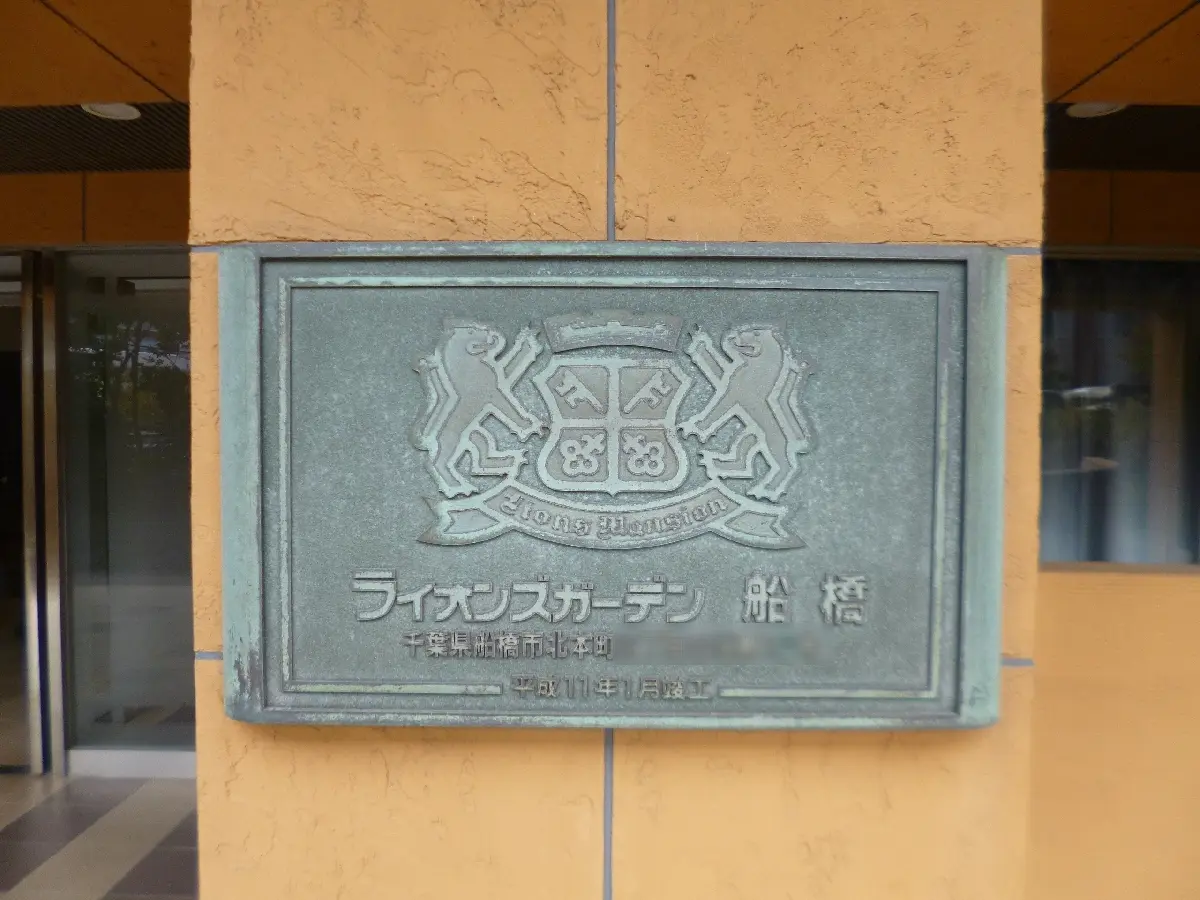 Lions Mansion
ライオンズガーデン 船橋
千葉県船橋市北本町
平成11年1月竣工